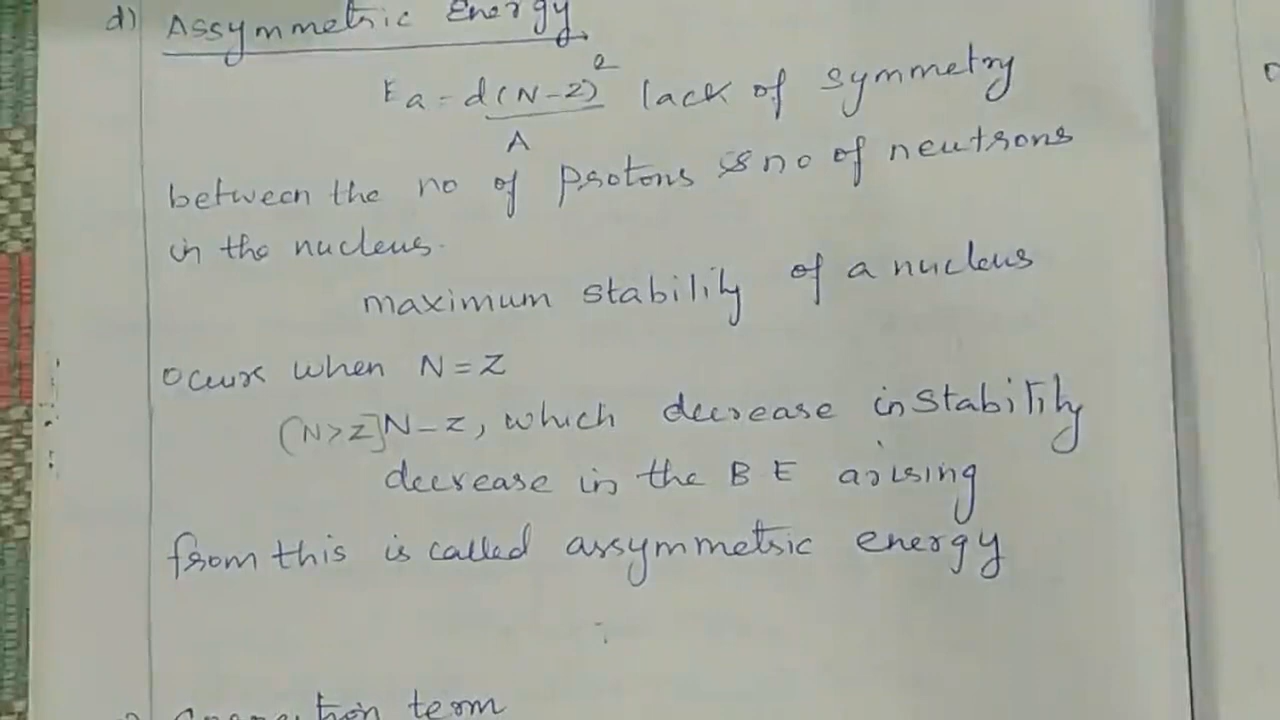 d) Assymmetric Energy
Ea = d(N-Z)² lack of symmetry
A
between the no of protons & no of neutrons
in the nucleus.
maximum stability of a nucleus
Ocurs when N = Z
(N>Z] N-Z, which decrease in stability
decrease in the B E arising
from this is called assymmetric energy
term